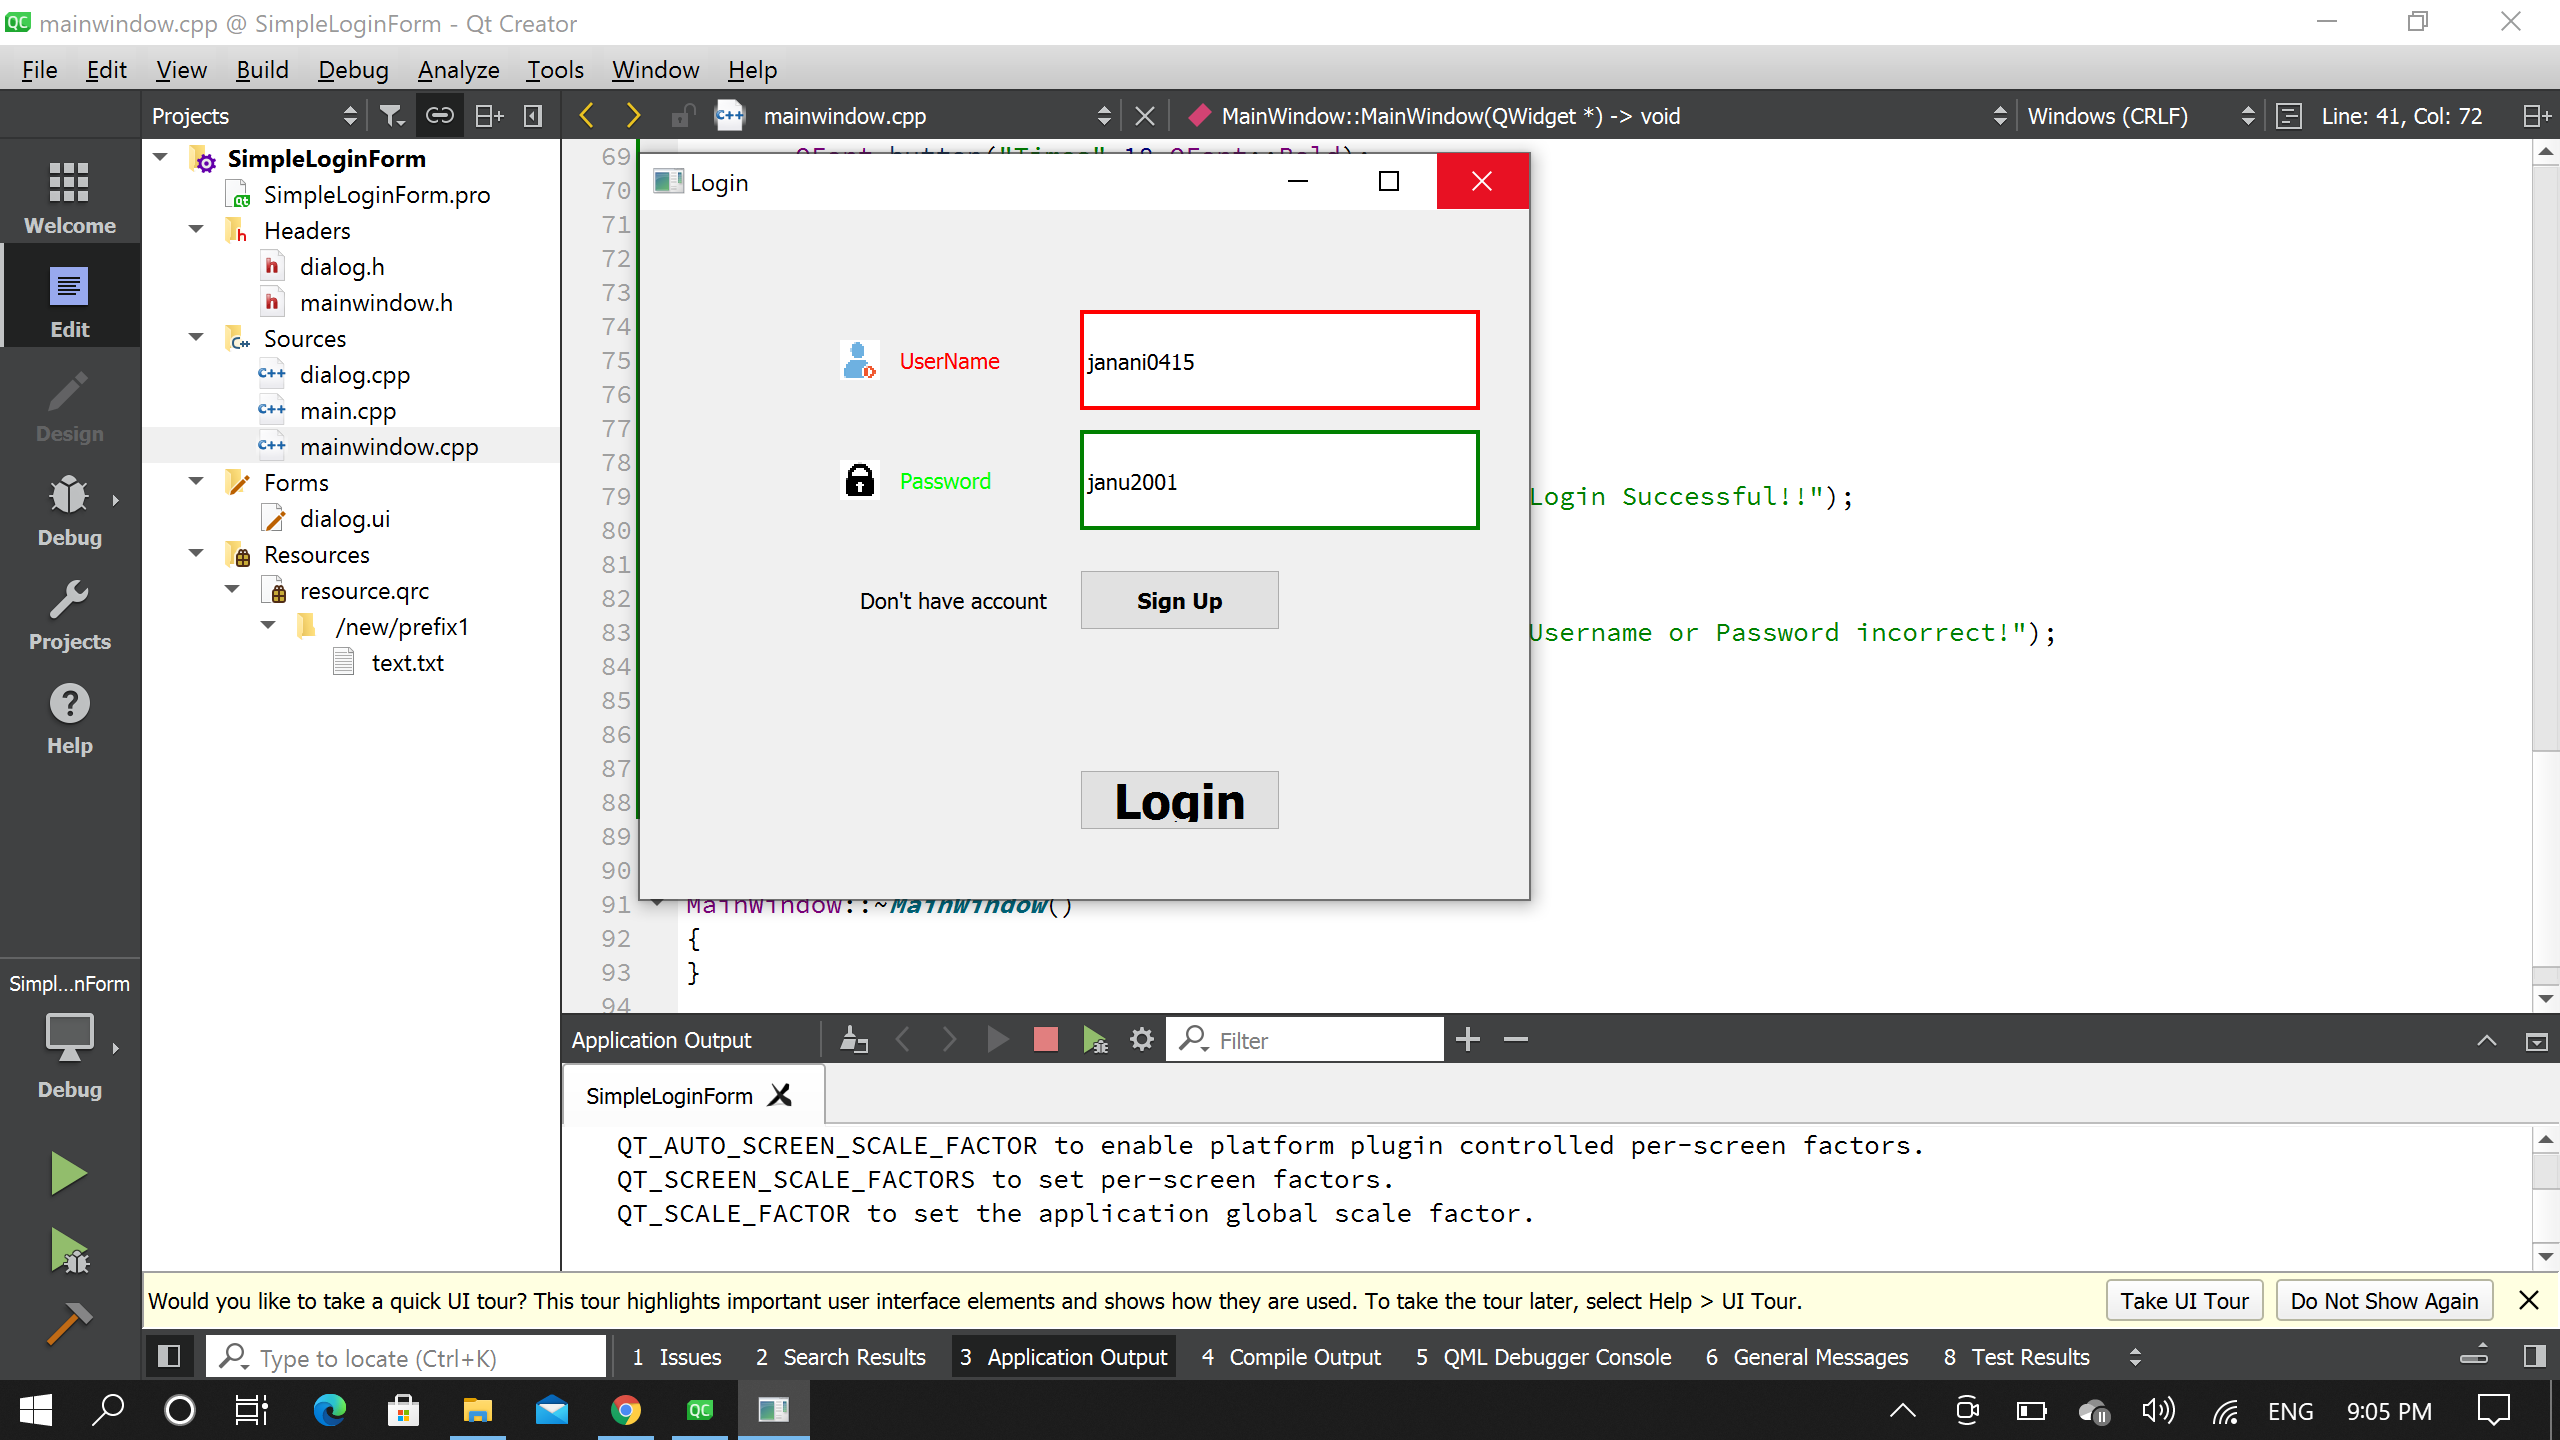 mainwindow.cpp @ SimpleLoginForm - Qt Creator
File Edit View Build Debug Analyze Tools Window Help
Projects
mainwindow.cpp
MainWindow::MainWindow(QWidget *) -> void
Windows (CRLF)
Line: 41, Col: 72
Welcome
Edit
Design
Debug
Projects
Help
Simpl...nForm
Debug
SimpleLoginForm
SimpleLoginForm.pro
Headers
dialog.h
mainwindow.h
Sources
dialog.cpp
main.cpp
mainwindow.cpp
Forms
dialog.ui
Resources
resource.qrc
/new/prefix1
text.txt
69
70
71
72
73
74
75
76
77
78
79 Login Successful!!");
80
81
82
83 Username or Password incorrect!");
84
85
86
87
88
89
90
91 MainWindow::~MainWindow()
92 {
93 }
94
Login
UserName janani0415
Password janu2001
Don't have account Sign Up
Login
Application Output
Filter
SimpleLoginForm
QT_AUTO_SCREEN_SCALE_FACTOR to enable platform plugin controlled per-screen factors.
QT_SCREEN_SCALE_FACTORS to set per-screen factors.
QT_SCALE_FACTOR to set the application global scale factor.
Would you like to take a quick UI tour? This tour highlights important user interface elements and shows how they are used. To take the tour later, select Help > UI Tour.
Take UI Tour
Do Not Show Again
Type to locate (Ctrl+K)
1 Issues 2 Search Results 3 Application Output 4 Compile Output 5 QML Debugger Console 6 General Messages 8 Test Results
ENG 9:05 PM